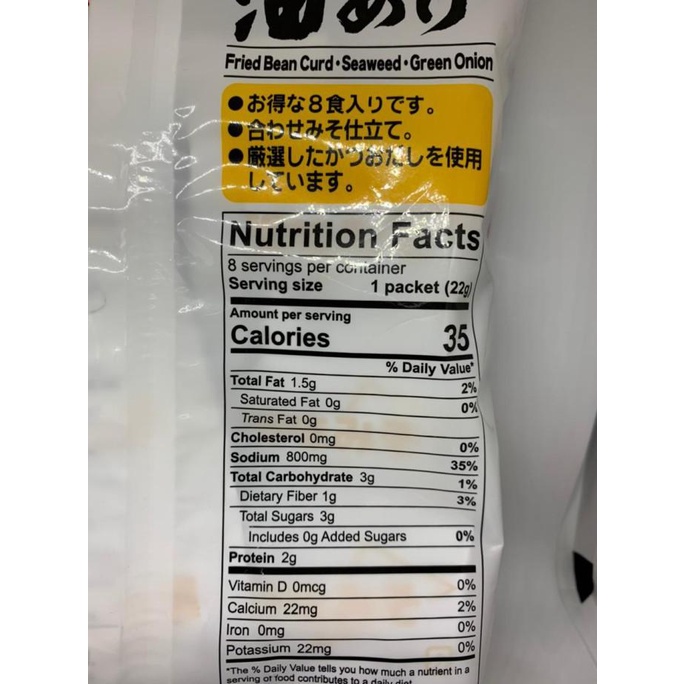 油あげ
Fried Bean Curd・Seaweed・Green Onion
●お得な8食入りです。
●合わせみそ仕立て。
●厳選したかつおだしを使用
しています。
Nutrition Facts
8 servings per container
Serving size 1 packet (22g)
Amount per serving
Calories 35
% Daily Value*
Total Fat 1.5g 2%
Saturated Fat 0g 0%
Trans Fat 0g
Cholesterol 0mg 0%
Sodium 800mg 35%
Total Carbohydrate 3g 1%
Dietary Fiber 1g 3%
Total Sugars 3g
Includes 0g Added Sugars 0%
Protein 2g
Vitamin D 0mcg 0%
Calcium 22mg 2%
Iron 0mg 0%
Potassium 22mg 0%
*The % Daily Value tells you how much a nutrient in a
serving of food contributes to a daily diet